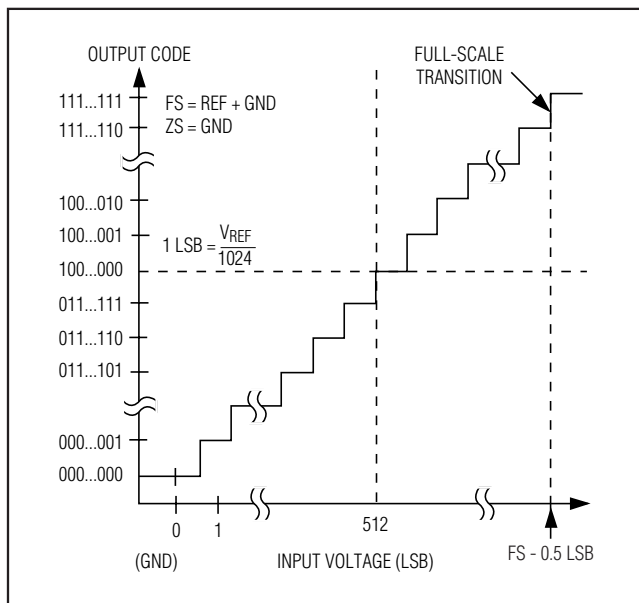 OUTPUT CODE
FULL-SCALE
TRANSITION
111...111
FS = REF + GND
111...110
ZS = GND
100...010
100...001
1 LSB = V_REF/1024
100...000
011...111
011...110
011...101
000...001
000...000
0
1
512
(GND)
INPUT VOLTAGE (LSB)
FS - 0.5 LSB